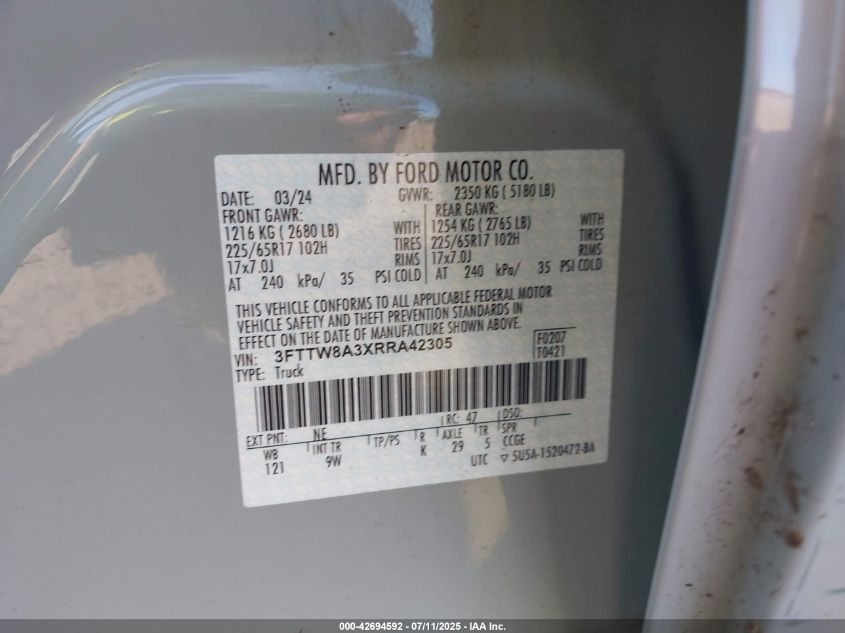 MFD. BY FORD MOTOR CO.
DATE: 03/24 GVWR: 2350 KG ( 5180 LB)
FRONT GAWR: REAR GAWR:
1216 KG ( 2680 LB) WITH 1254 KG ( 2765 LB) WITH
225/65R17 102H TIRES 225/65R17 102H TIRES
17x7.0J RIMS 17x7.0J RIMS
AT 240 kPa/ 35 PSI COLD AT 240 kPa/ 35 PSI COLD
THIS VEHICLE CONFORMS TO ALL APPLICABLE FEDERAL MOTOR
VEHICLE SAFETY AND THEFT PREVENTION STANDARDS IN
EFFECT ON THE DATE OF MANUFACTURE SHOWN ABOVE.
VIN: 3FTTW8A3XRRA42305 F0207
TYPE: Truck T0421
EXT PNT: NE RC: 47 DSO:
WB INT TR TP/PS R AXLE TR SPR
121 9W K 29 5 CCGE
UTC ▽ 5U5A-1520472-BA
000-42694592 - 07/11/2025 - IAA Inc.